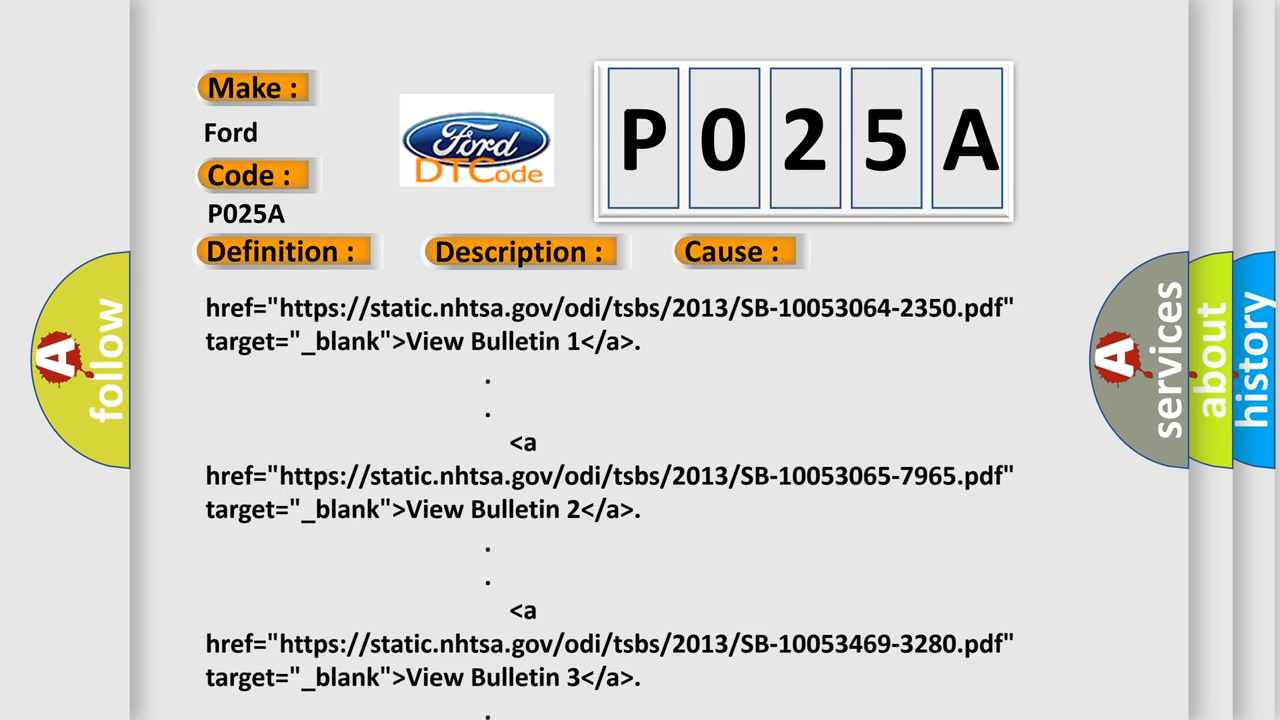 Make :
Ford
Code :
P025A
Ford
DTCode
P025A
Definition :
Description :
Cause :
href="https://static.nhtsa.gov/odi/tsbs/2013/SB-10053064-2350.pdf"
target="_blank">View Bulletin 1</a>.
.
.
<a
href="https://static.nhtsa.gov/odi/tsbs/2013/SB-10053065-7965.pdf"
target="_blank">View Bulletin 2</a>.
.
.
<a
href="https://static.nhtsa.gov/odi/tsbs/2013/SB-10053469-3280.pdf"
target="_blank">View Bulletin 3</a>.
.
A
follow
A
services
about
history